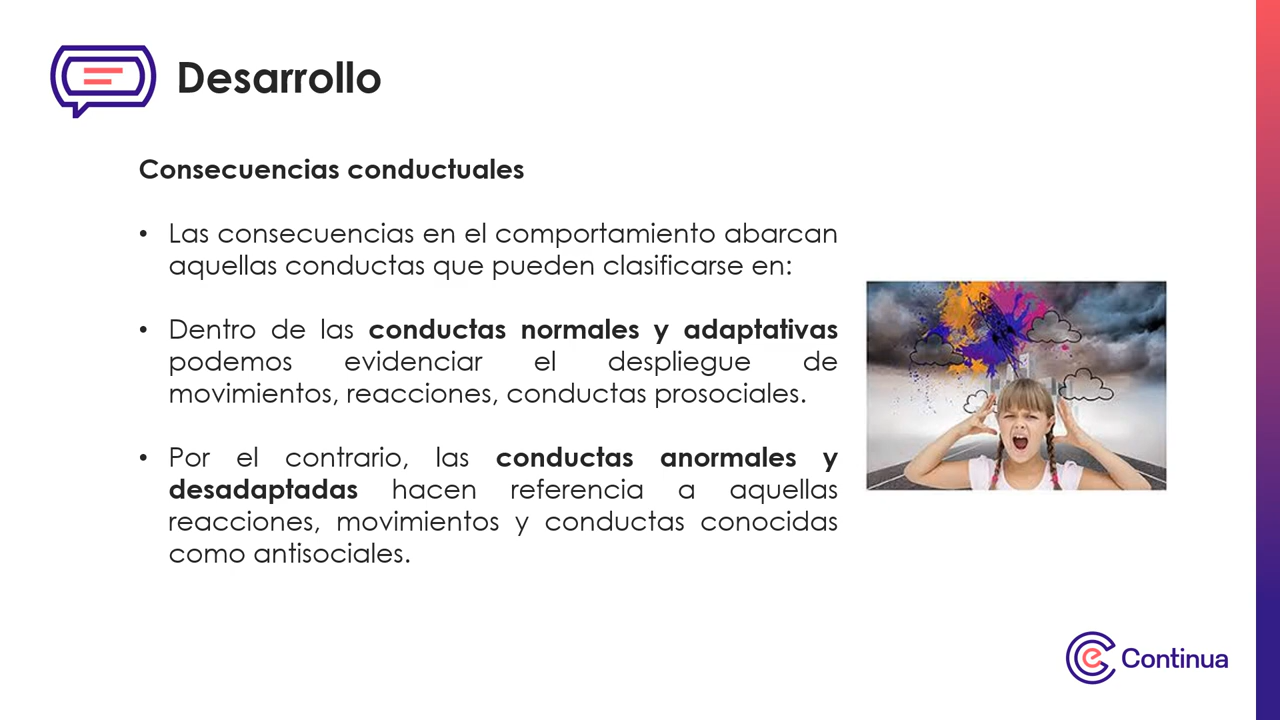 Desarrollo
Consecuencias conductuales
• Las consecuencias en el comportamiento abarcan
aquellas conductas que pueden clasificarse en:
• Dentro de las conductas normales y adaptativas
podemos evidenciar el despliegue de
movimientos, reacciones, conductas prosociales.
• Por el contrario, las conductas anormales y
desadaptadas hacen referencia a aquellas
reacciones, movimientos y conductas conocidas
como antisociales.
e Continua